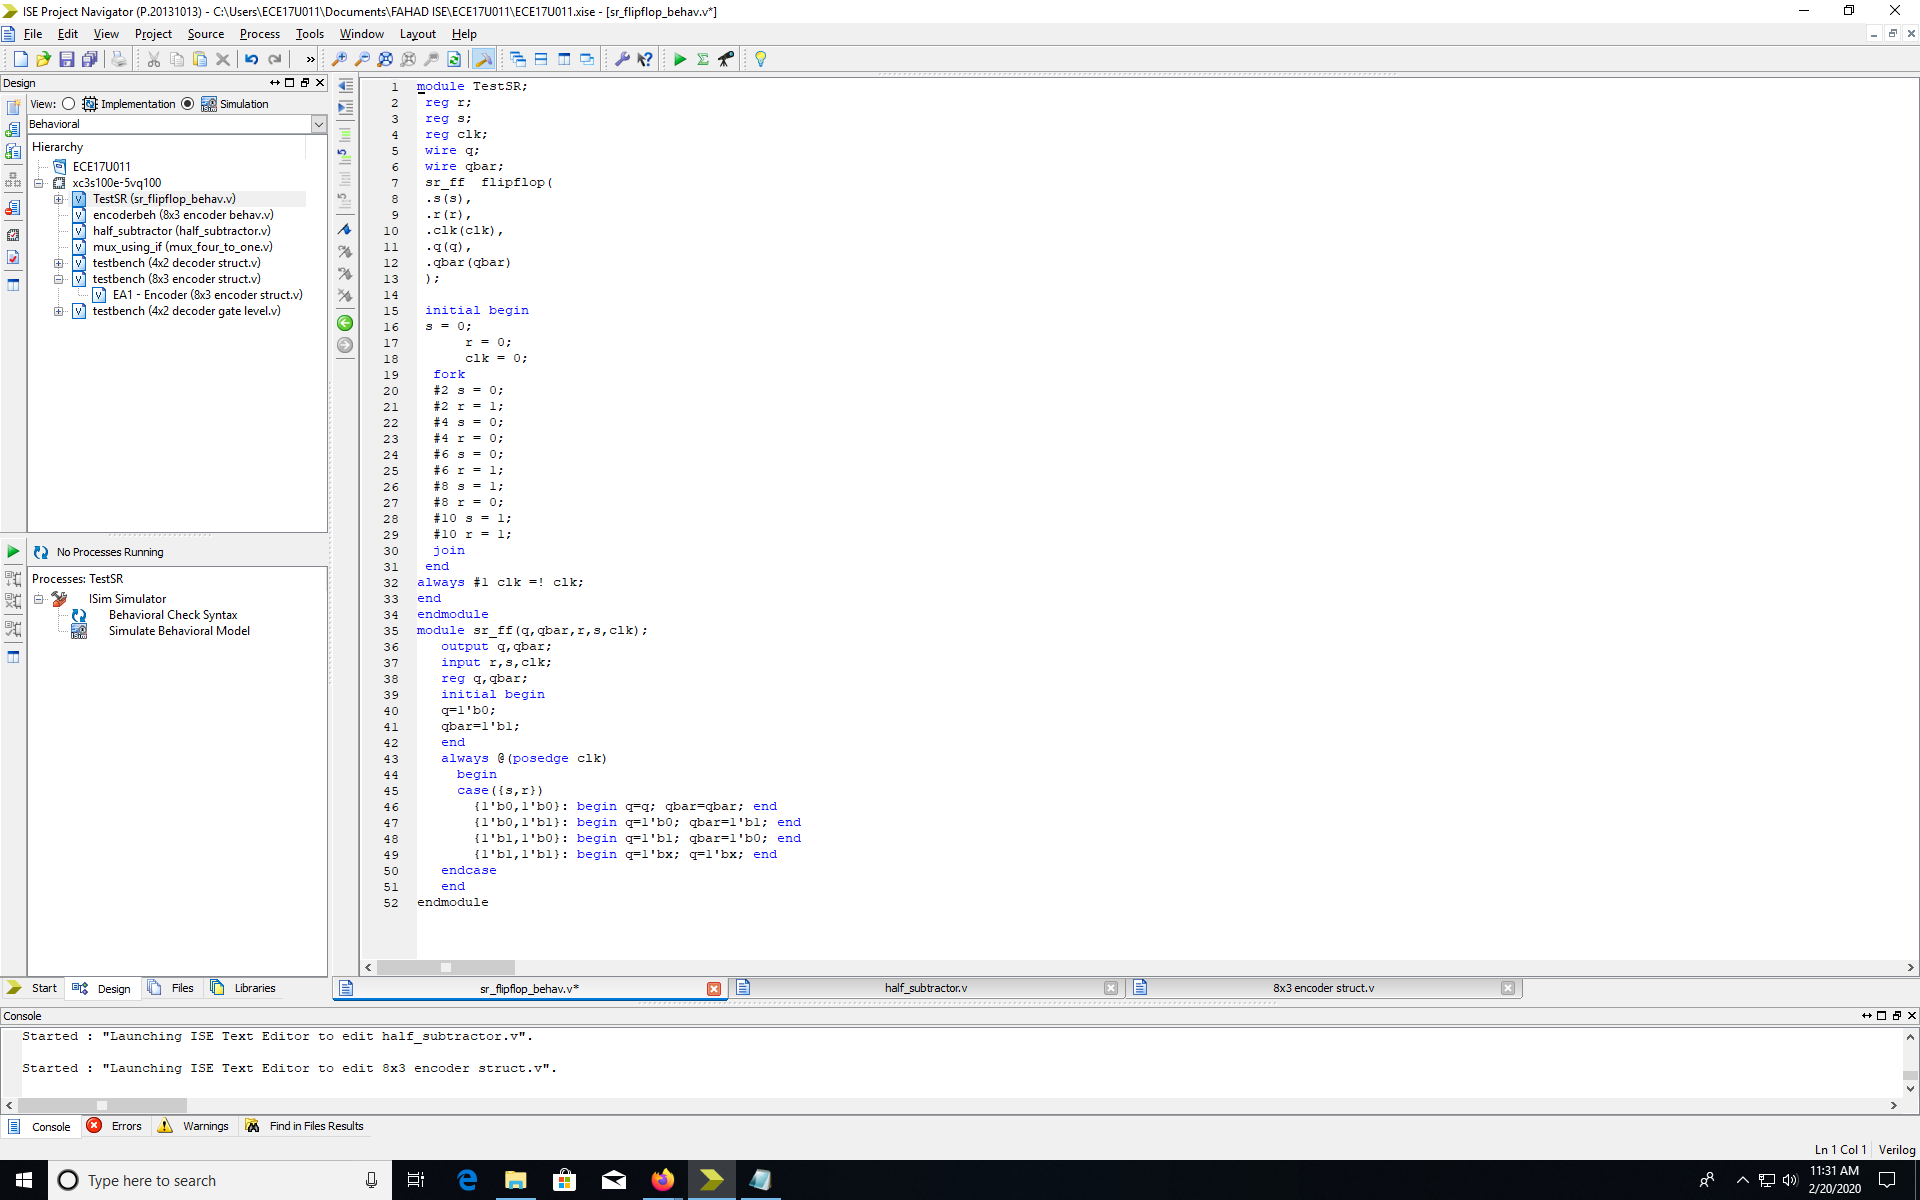 ISE Project Navigator (P.20131013) - C:\Users\ECE17U011\Documents\FAHAD ISE\ECE17U011\ECE17U011.xise - [sr_flipflop_behav.v*]
File Edit View Project Source Process Tools Window Layout Help
»
Design
View: Implementation Simulation
Behavioral
Hierarchy
ECE17U011
xc3s100e-5vq100
TestSR (sr_flipflop_behav.v)
encoderbeh (8x3 encoder behav.v)
half_subtractor (half_subtractor.v)
mux_using_if (mux_four_to_one.v)
testbench (4x2 decoder struct.v)
testbench (8x3 encoder struct.v)
EA1 - Encoder (8x3 encoder struct.v)
testbench (4x2 decoder gate level.v)
No Processes Running
Processes: TestSR
ISim Simulator
Behavioral Check Syntax
Simulate Behavioral Model
Start Design Files Libraries
1 module TestSR;
2 reg r;
3 reg s;
4 reg clk;
5 wire q;
6 wire qbar;
7 sr_ff  flipflop(
8 .s(s),
9 .r(r),
10 .clk(clk),
11 .q(q),
12 .qbar(qbar)
13 );
14
15 initial begin
16 s = 0;
17 r = 0;
18 clk = 0;
19 fork
20 #2 s = 0;
21 #2 r = 1;
22 #4 s = 0;
23 #4 r = 0;
24 #6 s = 0;
25 #6 r = 1;
26 #8 s = 1;
27 #8 r = 0;
28 #10 s = 1;
29 #10 r = 1;
30 join
31 end
32 always #1 clk =! clk;
33 end
34 endmodule
35 module sr_ff(q,qbar,r,s,clk);
36 output q,qbar;
37 input r,s,clk;
38 reg q,qbar;
39 initial begin
40 q=1'b0;
41 qbar=1'b1;
42 end
43 always @(posedge clk)
44 begin
45 case({s,r})
46 {1'b0,1'b0}: begin q=q; qbar=qbar; end
47 {1'b0,1'b1}: begin q=1'b0; qbar=1'b1; end
48 {1'b1,1'b0}: begin q=1'b1; qbar=1'b0; end
49 {1'b1,1'b1}: begin q=1'bx; q=1'bx; end
50 endcase
51 end
52 endmodule
sr_flipflop_behav.v* half_subtractor.v 8x3 encoder struct.v
Console
Started : "Launching ISE Text Editor to edit half_subtractor.v".
Started : "Launching ISE Text Editor to edit 8x3 encoder struct.v".
Console Errors Warnings Find in Files Results
Ln 1 Col 1 Verilog
Type here to search
11:31 AM
2/20/2020